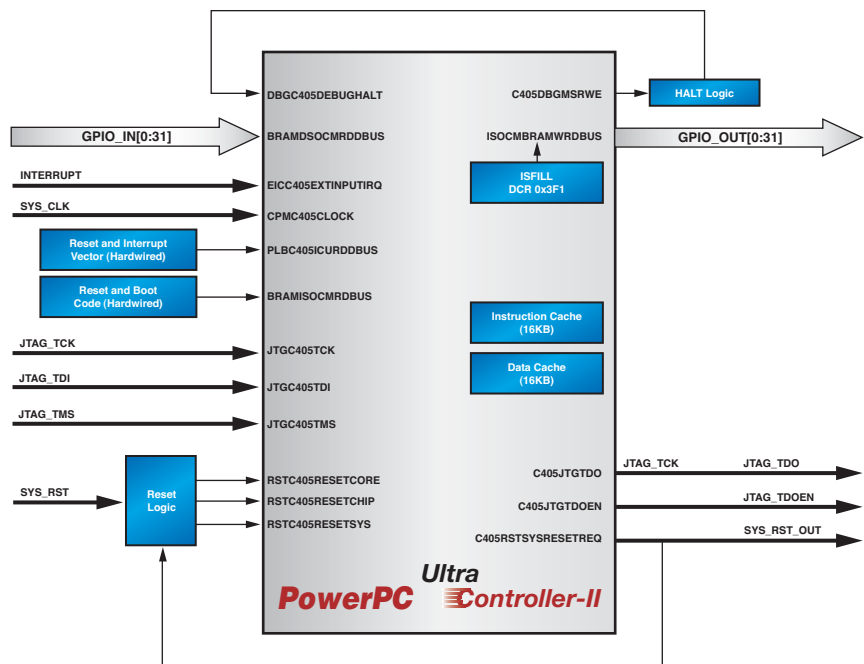 DBGC405DEBUGHALT
C405DBGMSRWE
HALT Logic
GPIO_IN[0:31]
BRAMDSOCMRDDBUS
ISOCMBRAMWRDBUS
GPIO_OUT[0:31]
INTERRUPT
EICC405EXTINPUTIRQ
ISFILL
DCR 0x3F1
SYS_CLK
CPMC405CLOCK
Reset and Interrupt
Vector (Hardwired)
PLBC405ICURDDBUS
Reset and Boot
Code (Hardwired)
BRAMISOCMRDBUS
Instruction Cache
(16KB)
JTAG_TCK
JTGC405TCK
Data Cache
(16KB)
JTAG_TDI
JTGC405TDI
JTAG_TMS
JTGC405TMS
C405JTGTDO
JTAG_TCK
JTAG_TDO
SYS_RST
Reset
Logic
RSTC405RESETCORE
RSTC405RESETCHIP
RSTC405RESETSYS
C405JTGTDOEN
JTAG_TDOEN
C405RSTSYSRESETREQ
SYS_RST_OUT
Ultra
PowerPC
Controller-II